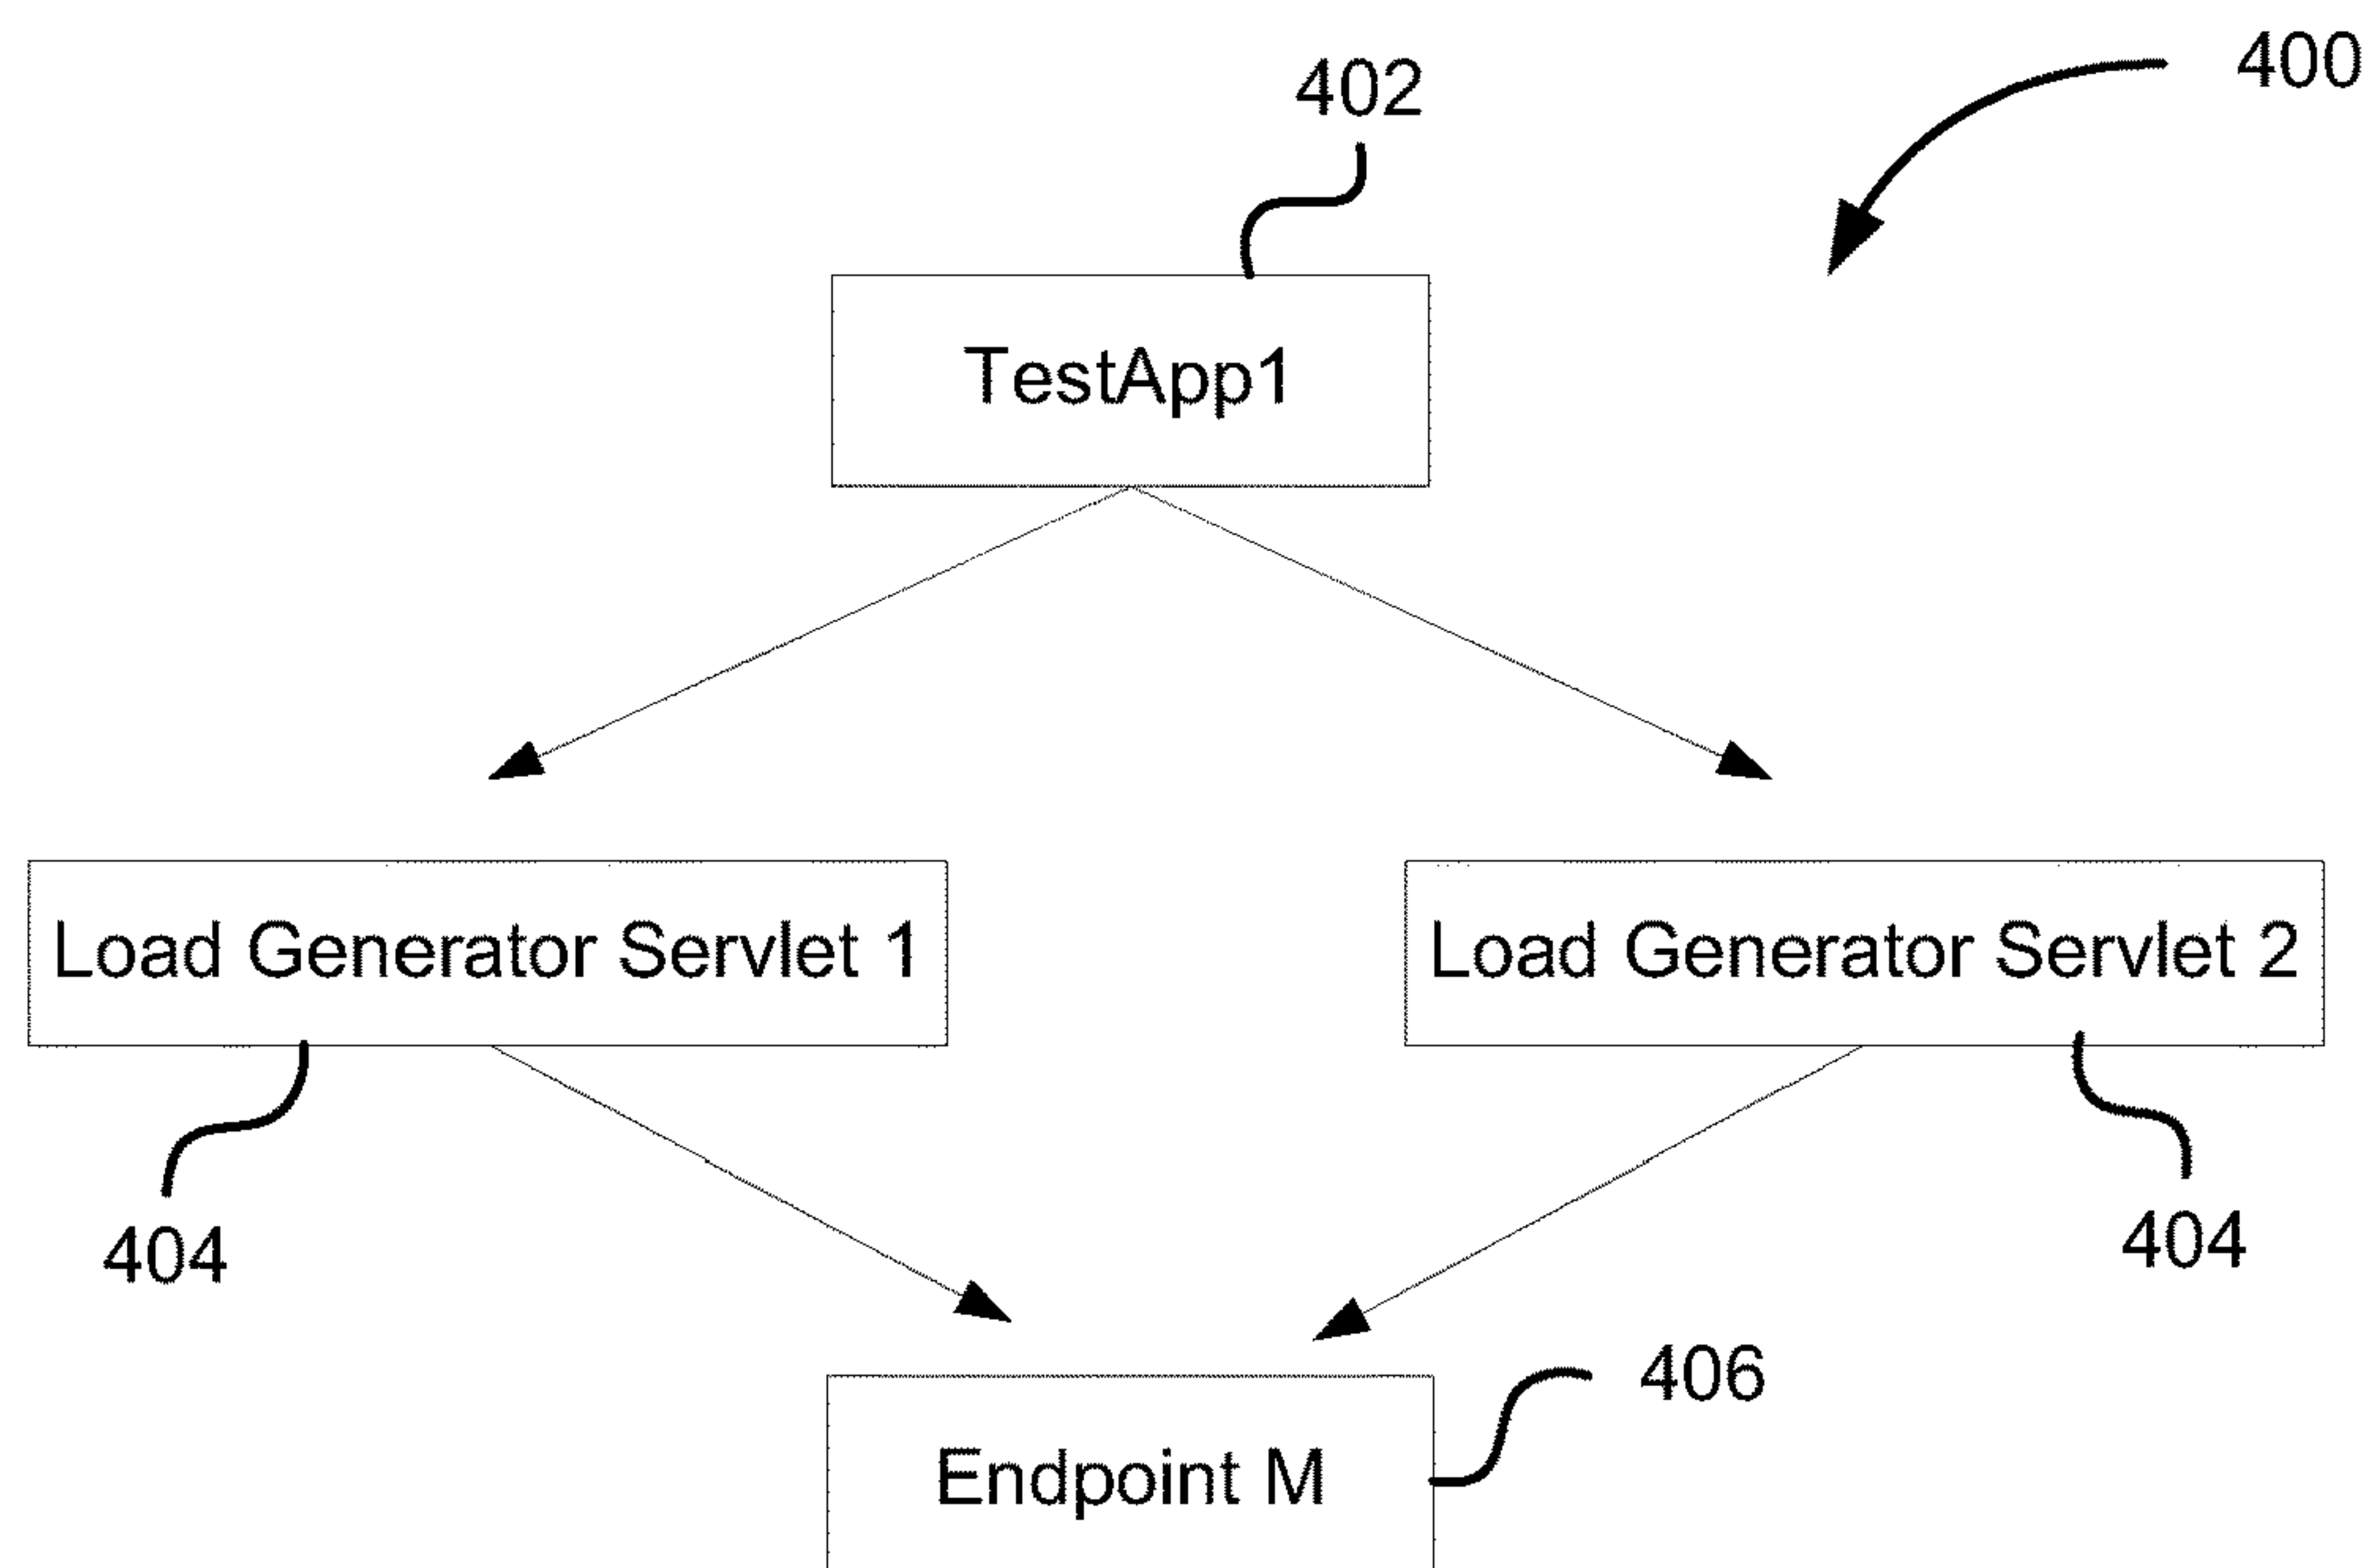 400
402
TestApp1
Load Generator Servlet 1
Load Generator Servlet 2
404
404
406
Endpoint M